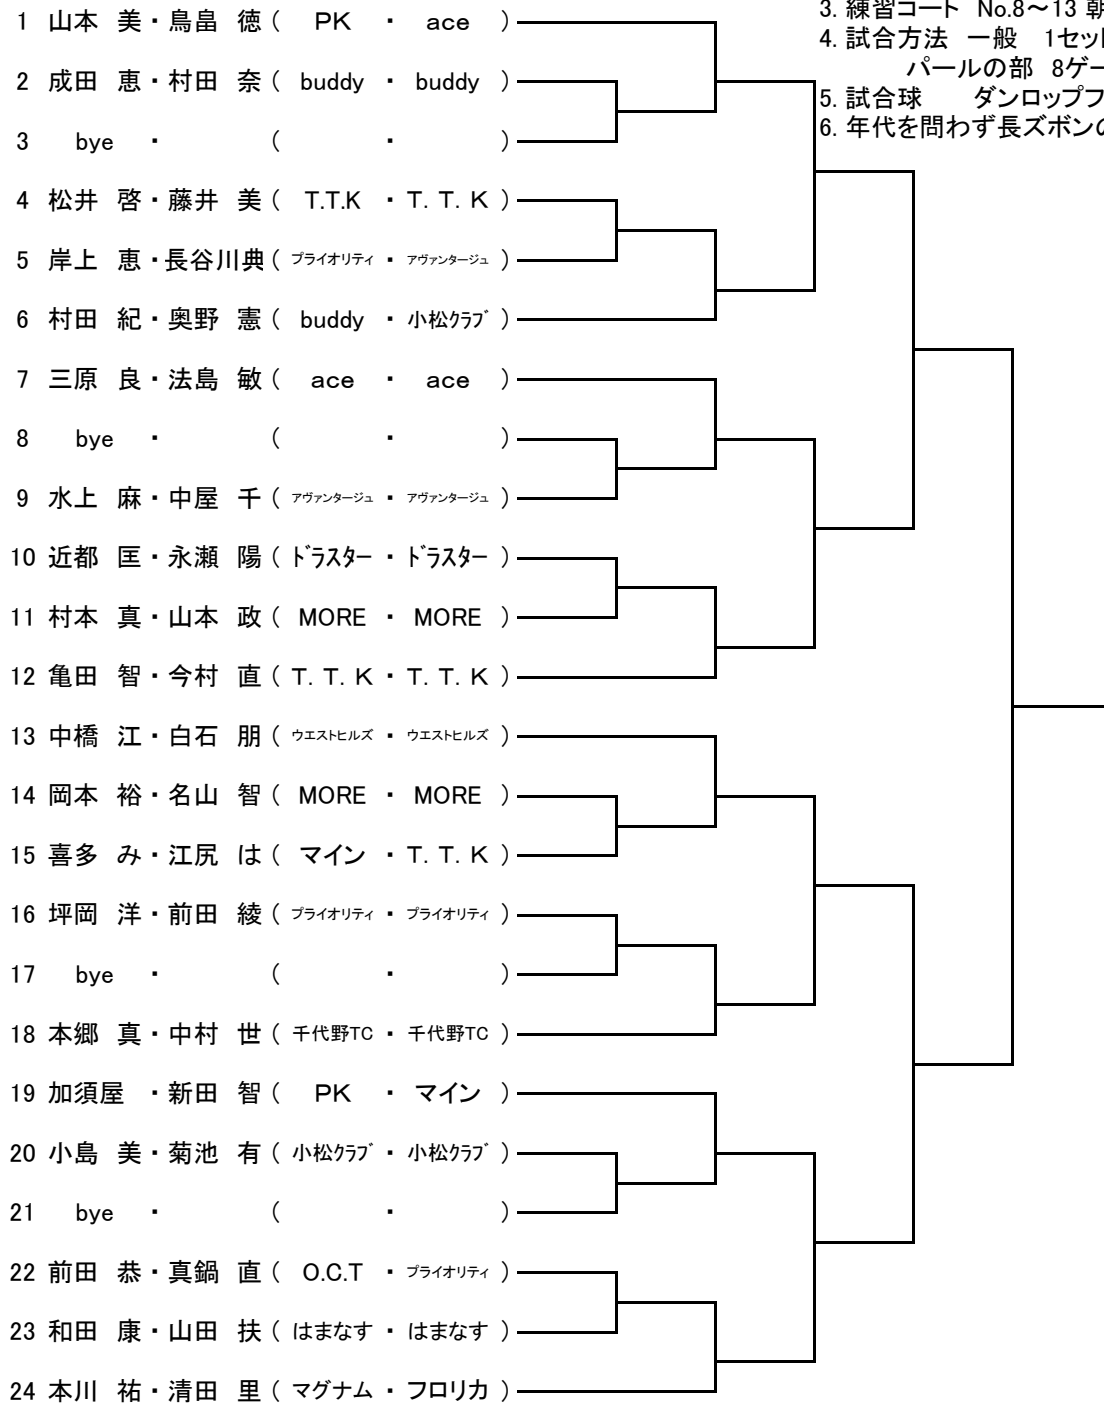 3. 練習コート No.8～13 朝
4. 試合方法 一般 1セット
パールの部 8ゲー
5. 試合球 ダンロップフ
6. 年代を問わず長ズボンの
1 山本 美・鳥畠 徳 ( PK ・ ace )
2 成田 恵・村田 奈 ( buddy ・ buddy )
3 bye ・ ( ・ )
4 松井 啓・藤井 美 ( T.T.K ・ T. T. K )
5 岸上 恵・長谷川典 ( プライオリティ ・ アヴァンタージュ )
6 村田 紀・奥野 憲 ( buddy ・ 小松クラブ )
7 三原 良・法島 敏 ( ace ・ ace )
8 bye ・ ( ・ )
9 水上 麻・中屋 千 ( アヴァンタージュ ・ アヴァンタージュ )
10 近都 匡・永瀬 陽 ( ドラスター ・ ドラスター )
11 村本 真・山本 政 ( MORE ・ MORE )
12 亀田 智・今村 直 ( T. T. K ・ T. T. K )
13 中橋 江・白石 朋 ( ウエストヒルズ ・ ウエストヒルズ )
14 岡本 裕・名山 智 ( MORE ・ MORE )
15 喜多 み・江尻 は ( マイン ・ T. T. K )
16 坪岡 洋・前田 綾 ( プライオリティ ・ プライオリティ )
17 bye ・ ( ・ )
18 本郷 真・中村 世 ( 千代野TC ・ 千代野TC )
19 加須屋 ・新田 智 ( PK ・ マイン )
20 小島 美・菊池 有 ( 小松クラブ ・ 小松クラブ )
21 bye ・ ( ・ )
22 前田 恭・真鍋 直 ( O.C.T ・ プライオリティ )
23 和田 康・山田 扶 ( はまなす ・ はまなす )
24 本川 祐・清田 里 ( マグナム ・ フロリカ )